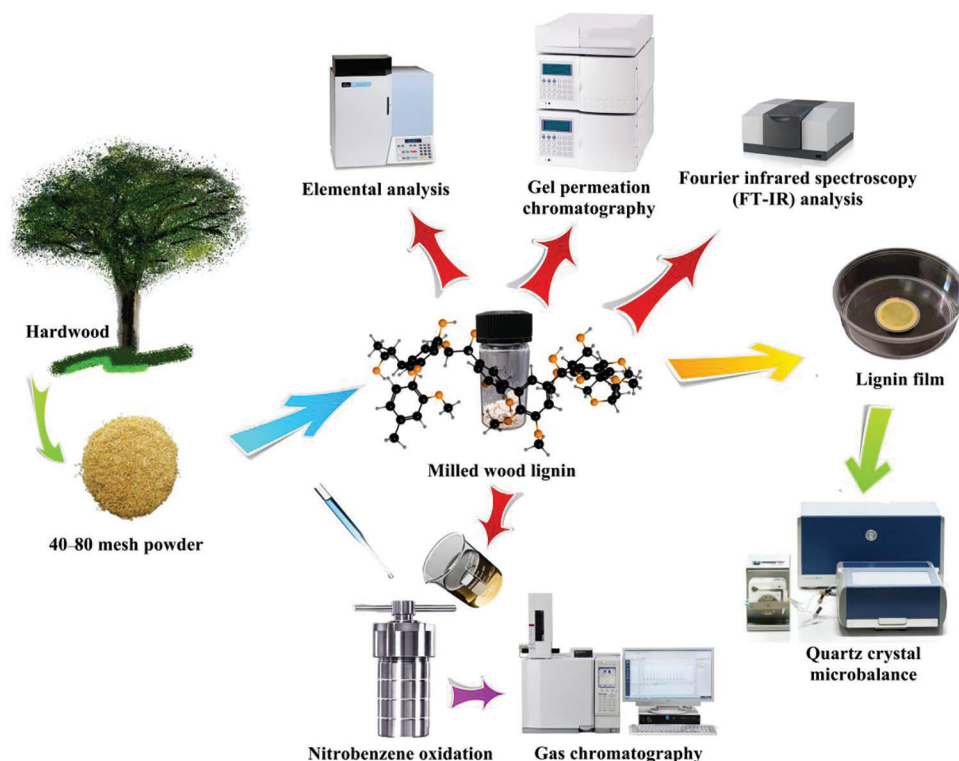 Elemental analysis
Gel permeation
chromatography
Fourier infrared spectroscopy
(FT-IR) analysis
Hardwood
Lignin film
Milled wood lignin
40–80 mesh powder
Quartz crystal
microbalance
Nitrobenzene oxidation
Gas chromatography